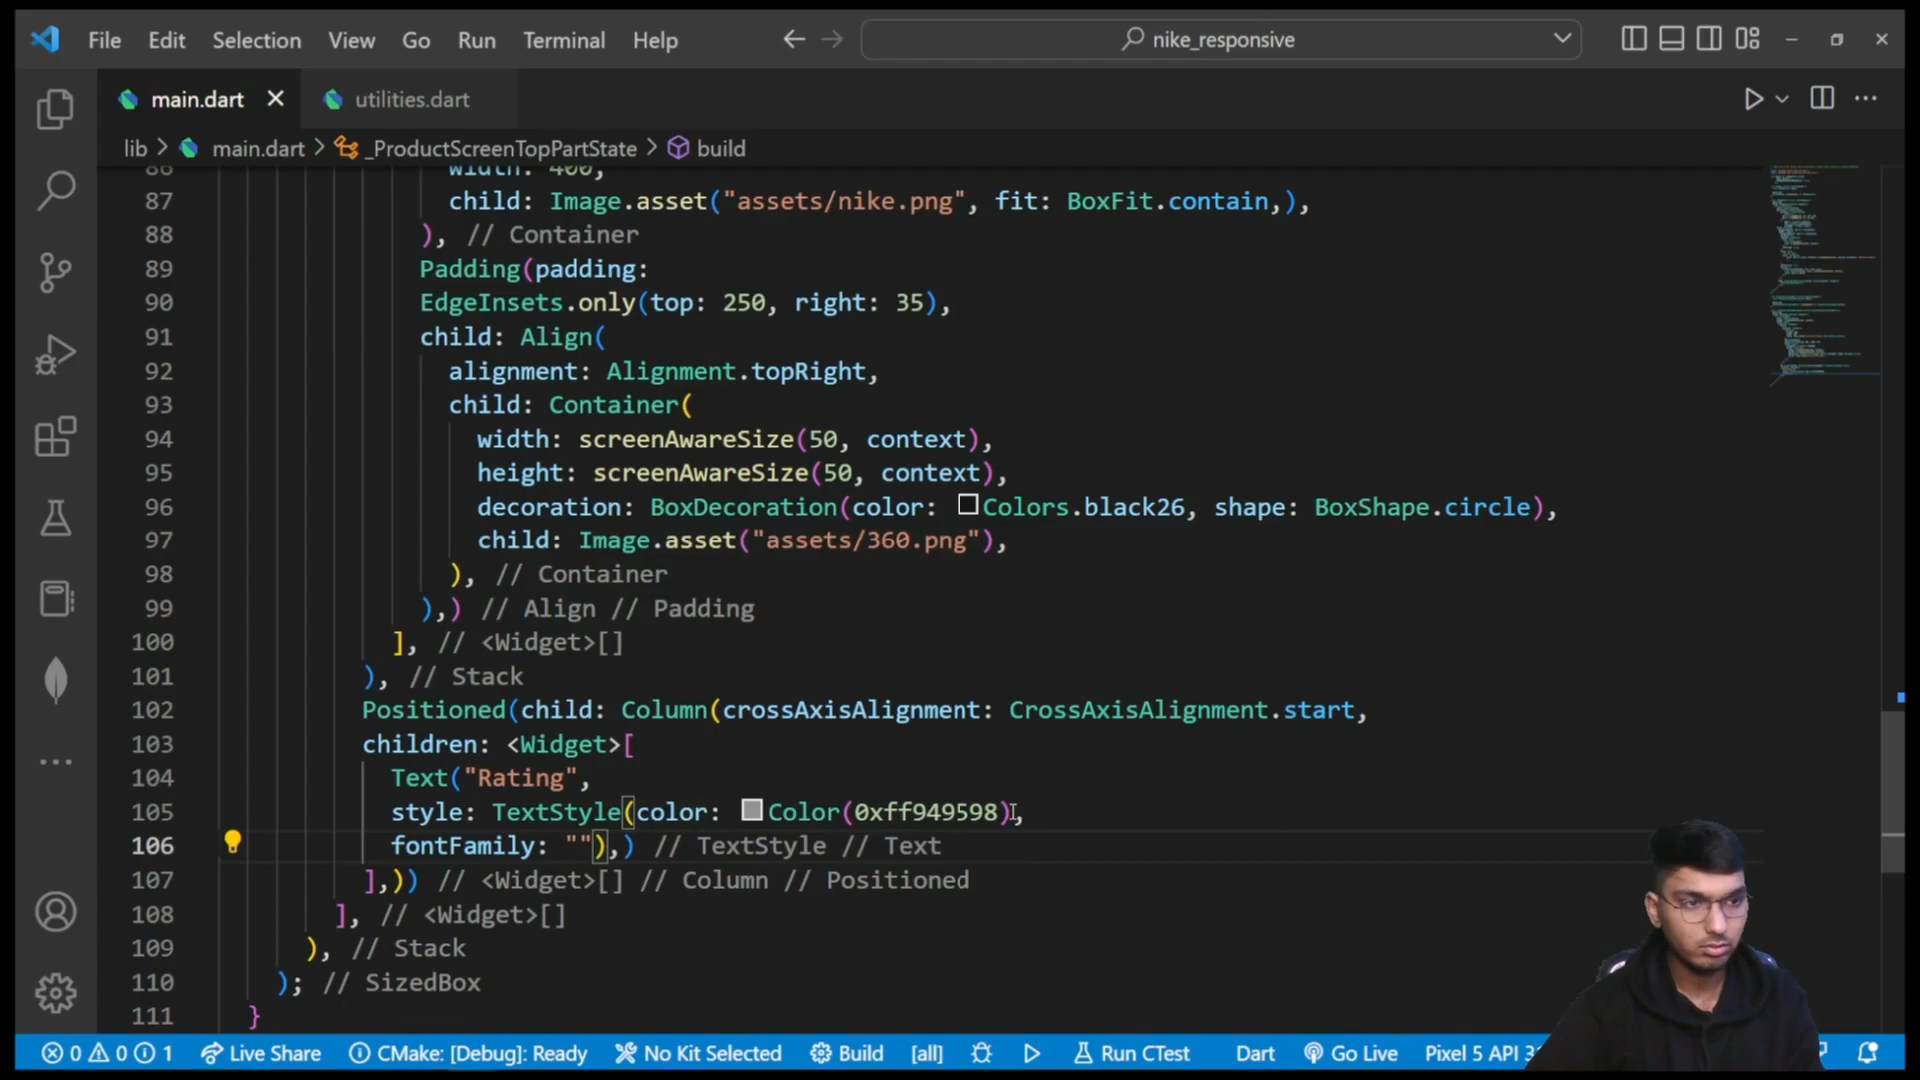 File Edit Selection View Go Run Terminal Help nike_responsive
main.dart utilities.dart
lib > main.dart > _ProductScreenTopPartState > build
86 width: 400,
87 child: Image.asset("assets/nike.png", fit: BoxFit.contain,),
88 ), // Container
89 Padding(padding:
90 EdgeInsets.only(top: 250, right: 35),
91 child: Align(
92 alignment: Alignment.topRight,
93 child: Container(
94 width: screenAwareSize(50, context),
95 height: screenAwareSize(50, context),
96 decoration: BoxDecoration(color: Colors.black26, shape: BoxShape.circle),
97 child: Image.asset("assets/360.png"),
98 ), // Container
99 ),) // Align // Padding
100 ], // <Widget>[]
101 ), // Stack
102 Positioned(child: Column(crossAxisAlignment: CrossAxisAlignment.start,
103 children: <Widget>[
104 Text("Rating",
105 style: TextStyle(color: Color(0xff949598),
106 fontFamily: ""),) // TextStyle // Text
107 ],)) // <Widget>[] // Column // Positioned
108 ], // <Widget>[]
109 ), // Stack
110 ); // SizedBox
111 }
0 0 1 Live Share CMake: [Debug]: Ready No Kit Selected Build [all] Run CTest Dart Go Live Pixel 5 API